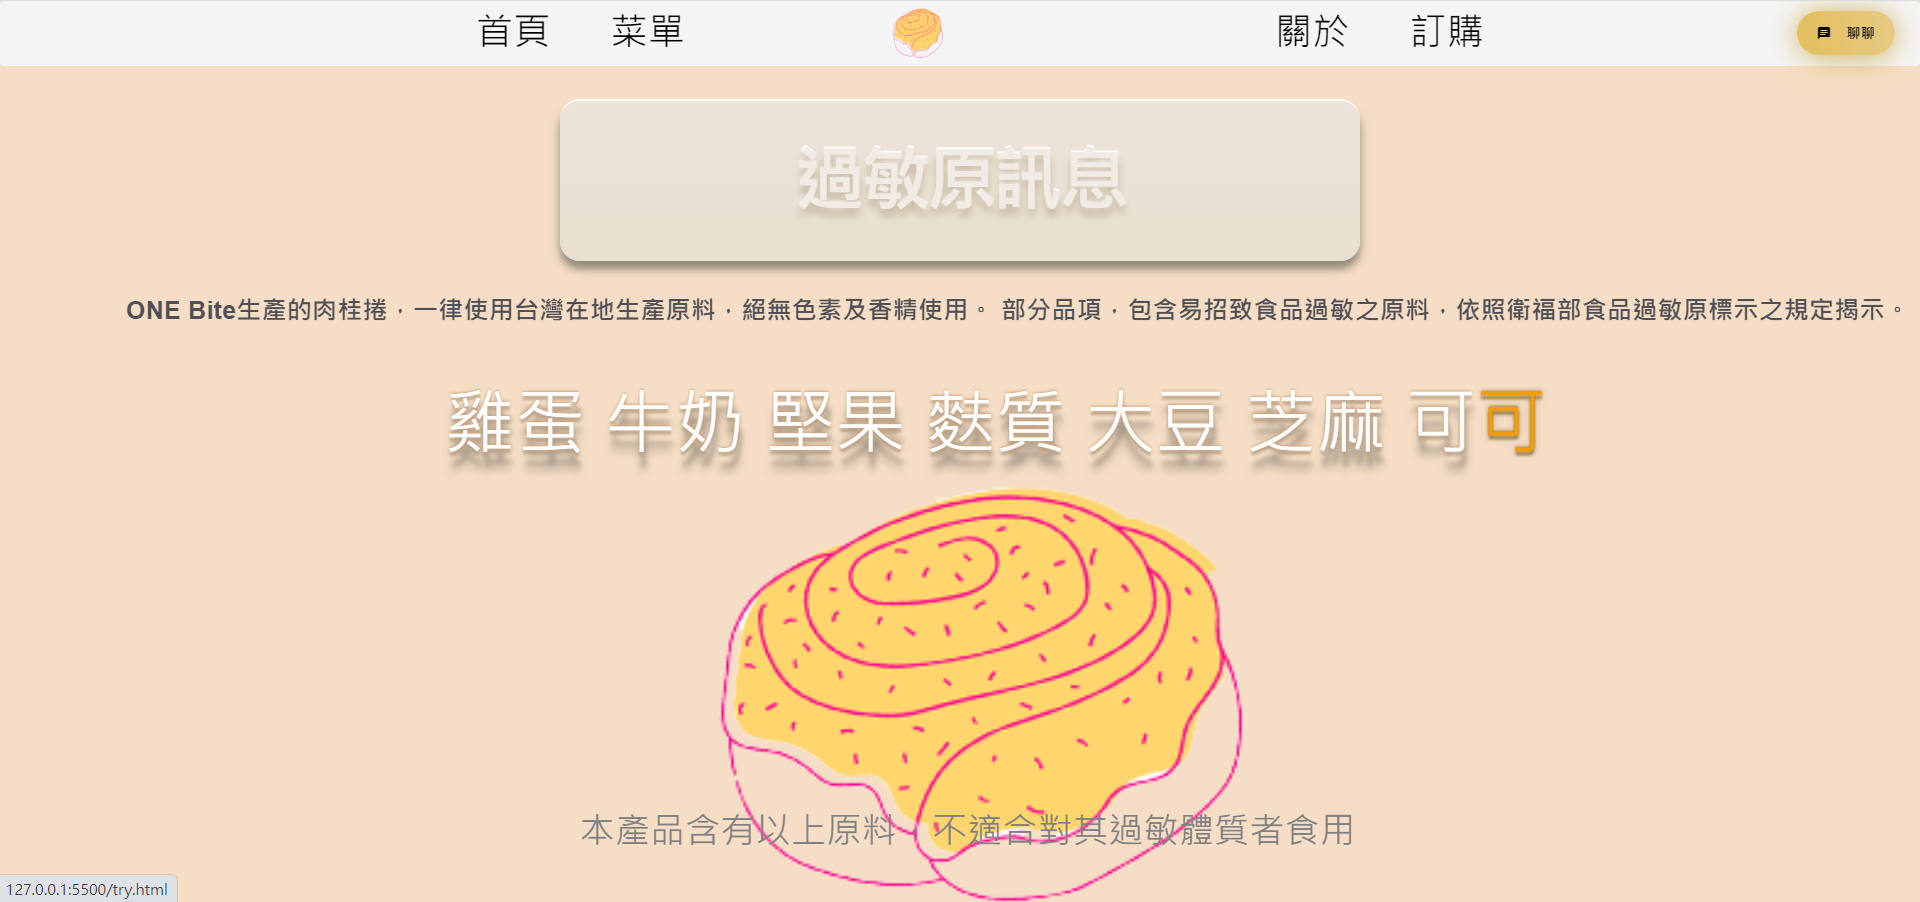 首頁 菜單 關於 訂購 聊聊
過敏原訊息
ONE Bite生產的肉桂捲，一律使用台灣在地生產原料，絕無色素及香精使用。 部分品項，包含易招致食品過敏之原料，依照衛福部食品過敏原標示之規定揭示。
雞蛋 牛奶 堅果 麩質 大豆 芝麻 可可
本產品含有以上原料，不適合對其過敏體質者食用
127.0.0.1:5500/try.html